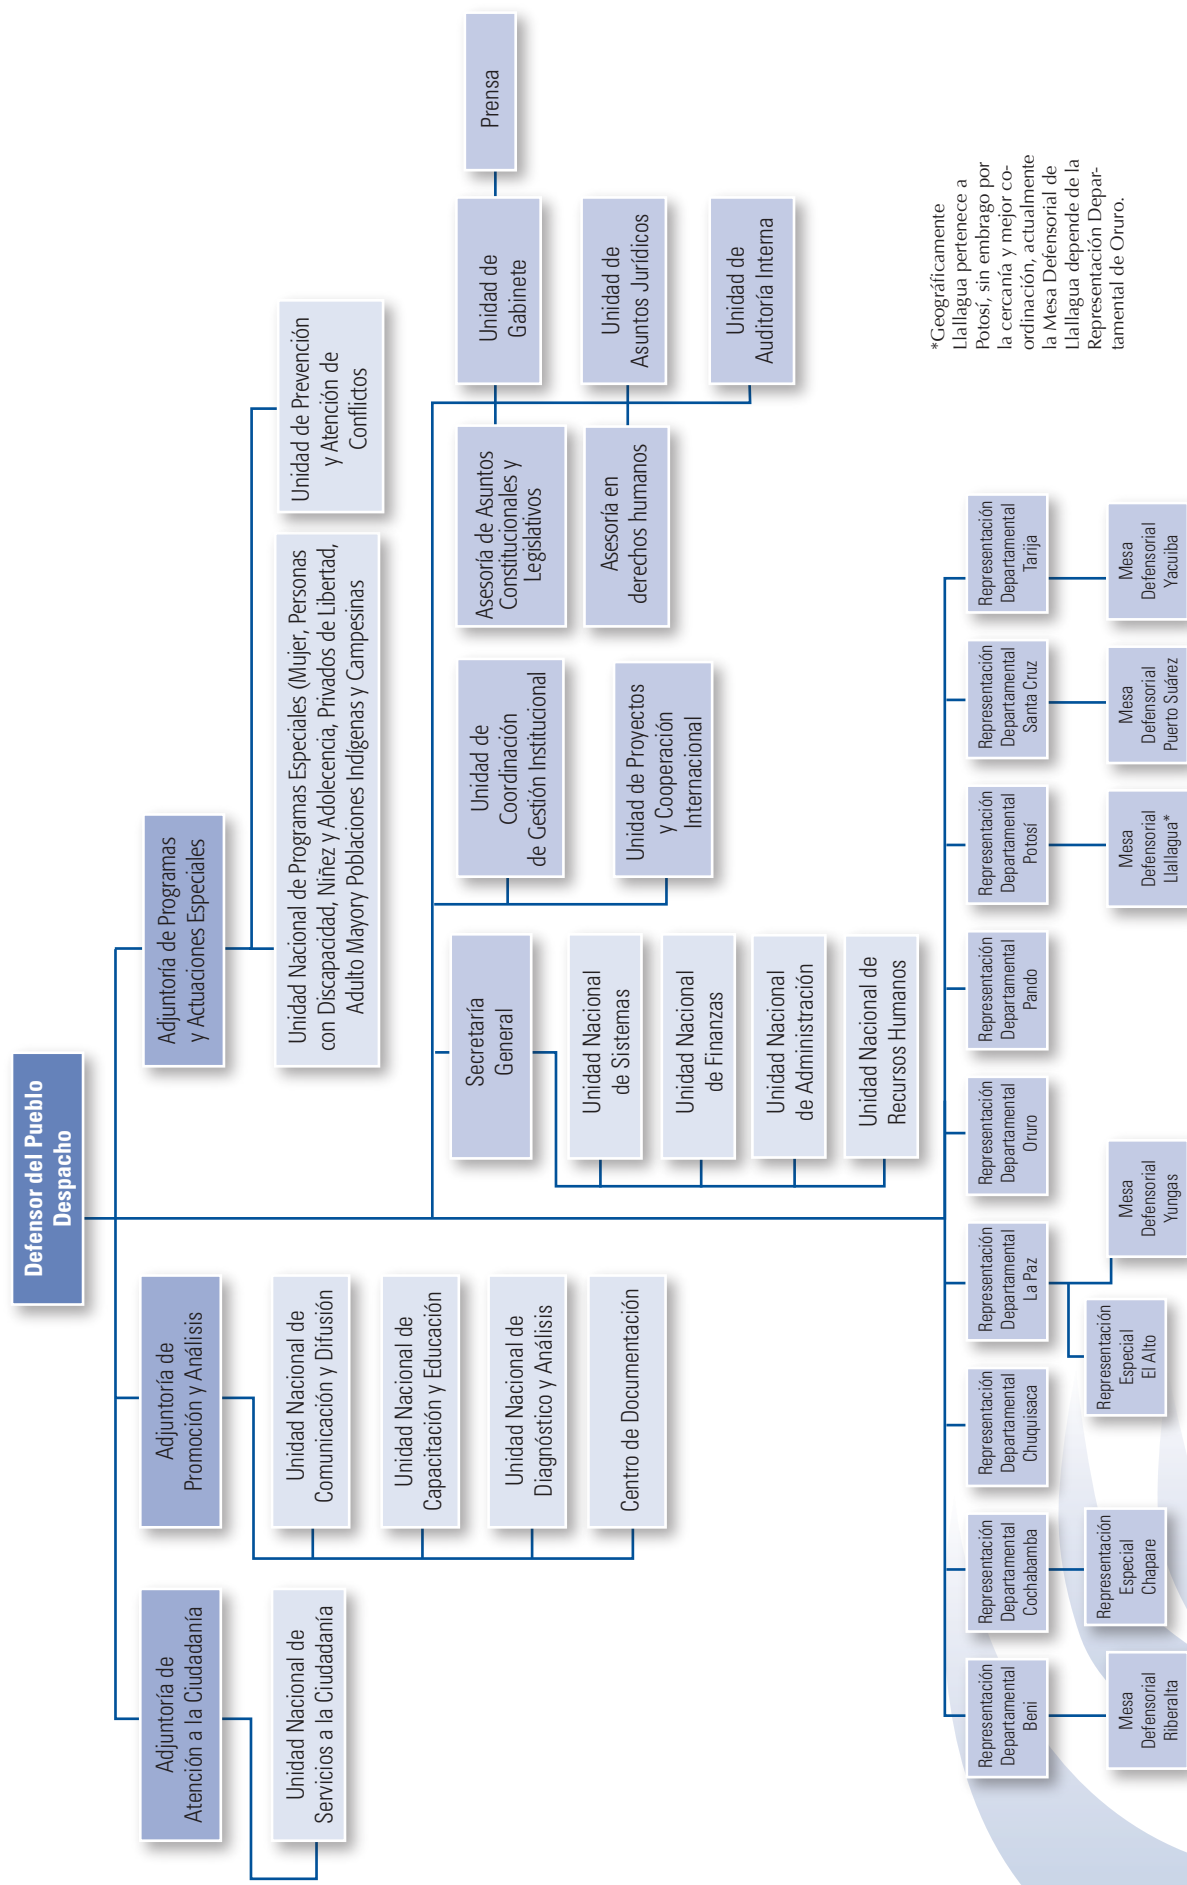 Defensor del Pueblo
Despacho
Adjuntoría de
Atención a la Ciudadanía
Unidad Nacional de
Servicios a la Ciudadanía
Adjuntoría de
Promoción y Análisis
Unidad Nacional de
Comunicación y Difusión
Unidad Nacional de
Capacitación y Educación
Unidad Nacional de
Diagnóstico y Análisis
Centro de Documentación
Adjuntoría de Programas
y Actuaciones Especiales
Unidad Nacional de Programas Especiales (Mujer, Personas
con Discapacidad, Niñez y Adolecencia, Privados de Libertad,
Adulto Mayory Poblaciones Indígenas y Campesinas
Unidad de Prevención
y Atención de
Conflictos
Secretaría
General
Unidad Nacional
de Sistemas
Unidad Nacional
de Finanzas
Unidad Nacional
de Administración
Unidad Nacional de
Recursos Humanos
Unidad de
Coordinación
de Gestión Institucional
Unidad de Proyectos
y Cooperación
Internacional
Asesoría de Asuntos
Constitucionales y
Legislativos
Asesoría en
derechos humanos
Unidad de
Gabinete
Prensa
Unidad de
Asuntos Jurídicos
Unidad de
Auditoría Interna
Representación
Departamental
Beni
Mesa
Defensorial
Riberalta
Representación
Departamental
Cochabamba
Representación
Especial
Chapare
Representación
Departamental
Chuquisaca
Representación
Departamental
La Paz
Representación
Especial
El Alto
Mesa
Defensorial
Yungas
Representación
Departamental
Oruro
Representación
Departamental
Pando
Representación
Departamental
Potosí
Mesa
Defensorial
Llallagua*
Representación
Departamental
Santa Cruz
Mesa
Defensorial
Puerto Suárez
Representación
Departamental
Tarija
Mesa
Defensorial
Yacuiba
*Geográficamente
Llallagua pertenece a
Potosí, sin embrago por
la cercanía y mejor co-
ordinación, actualmente
la Mesa Defensorial de
Llallagua depende de la
Representación Depar-
tamental de Oruro.